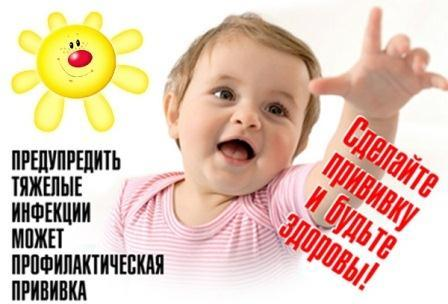 ПРЕДУПРЕДИТЬ
ТЯЖЕЛЫЕ
ИНФЕКЦИИ
МОЖЕТ
ПРОФИЛАКТИЧЕСКАЯ
ПРИВИВКА
Сделайте
прививку
и будьте
здоровы!